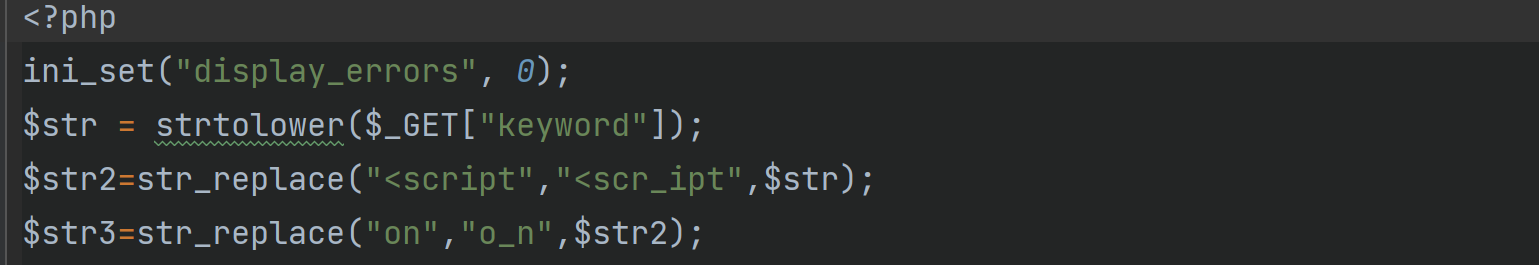 <?php
ini_set("display_errors", 0);
$str = strtolower($_GET["keyword"]);
$str2=str_replace("<script","<scr_ipt",$str);
$str3=str_replace("on","o_n",$str2);